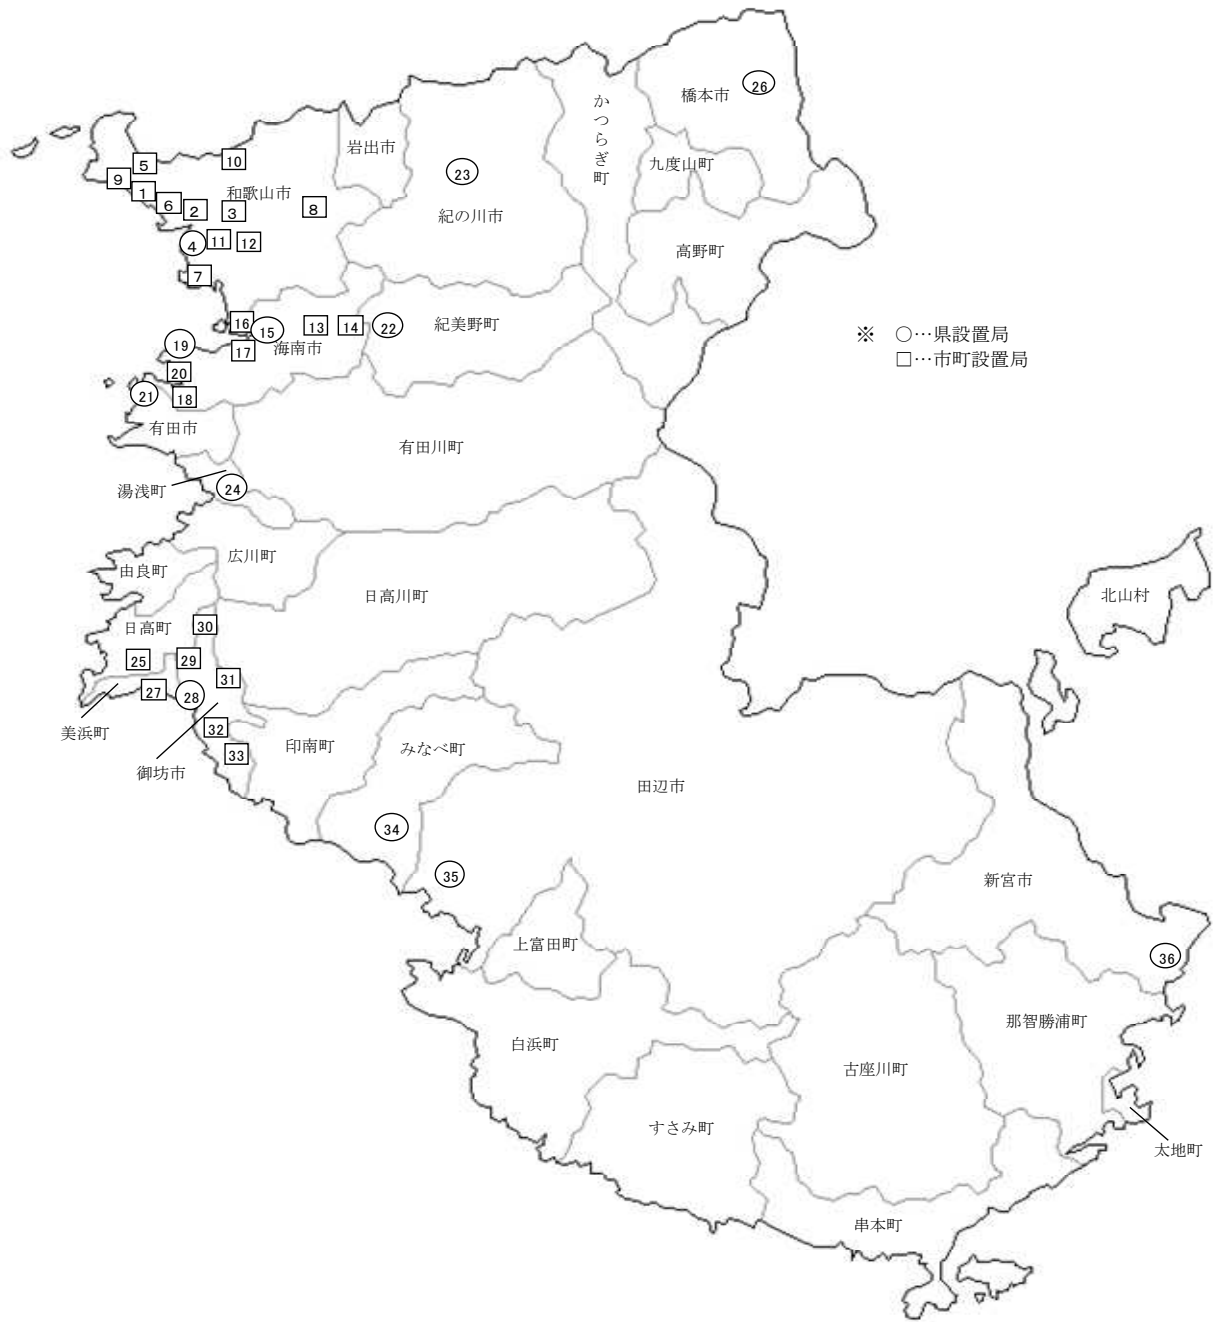 橋本市
26
かつらぎ町
岩出市
九度山町
5
10
9
和歌山市
23
1
6
2
3
8
紀の川市
4
11
12
高野町
7
16
15
13
14
22
紀美野町
海南市
17
19
20
21
18
有田市
※ ○…県設置局
□…市町設置局
有田川町
湯浅町
24
広川町
由良町
日高川町
北山村
日高町
30
25
29
31
27
28
美浜町
32
33
御坊市
印南町
みなべ町
田辺市
34
35
新宮市
上富田町
36
那智勝浦町
白浜町
古座川町
すさみ町
太地町
串本町